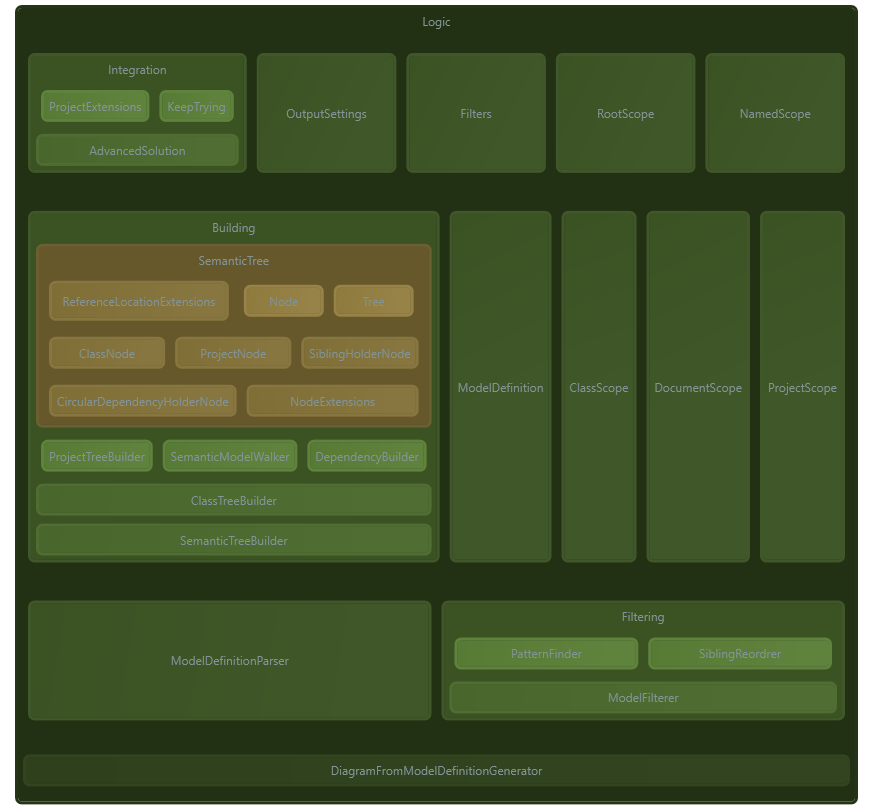 Logic
Integration
ProjectExtensions
KeepTrying
AdvancedSolution
OutputSettings
Filters
RootScope
NamedScope
Building
SemanticTree
ReferenceLocationExtensions
Node
Tree
ClassNode
ProjectNode
SiblingHolderNode
CircularDependencyHolderNode
NodeExtensions
ProjectTreeBuilder
SemanticModelWalker
DependencyBuilder
ClassTreeBuilder
SemanticTreeBuilder
ModelDefinition
ClassScope
DocumentScope
ProjectScope
ModelDefinitionParser
Filtering
PatternFinder
SiblingReordrer
ModelFilterer
DiagramFromModelDefinitionGenerator